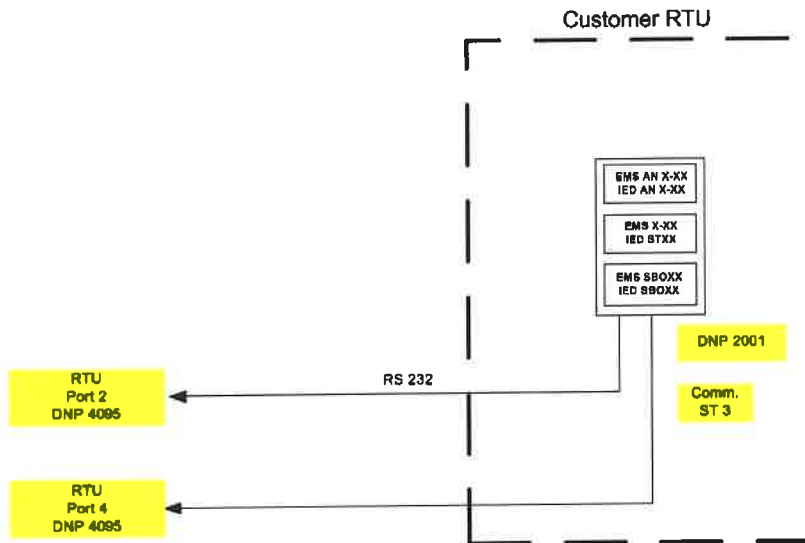 Customer RTU
EMS AN X-XX
IED AN X-XX
EMS X-XX
IED STXX
EMS SBOXX
IED SBOXX
DNP 2001
RTU
Port 2
DNP 4095
RS 232
Comm.
ST 3
RTU
Port 4
DNP 4095